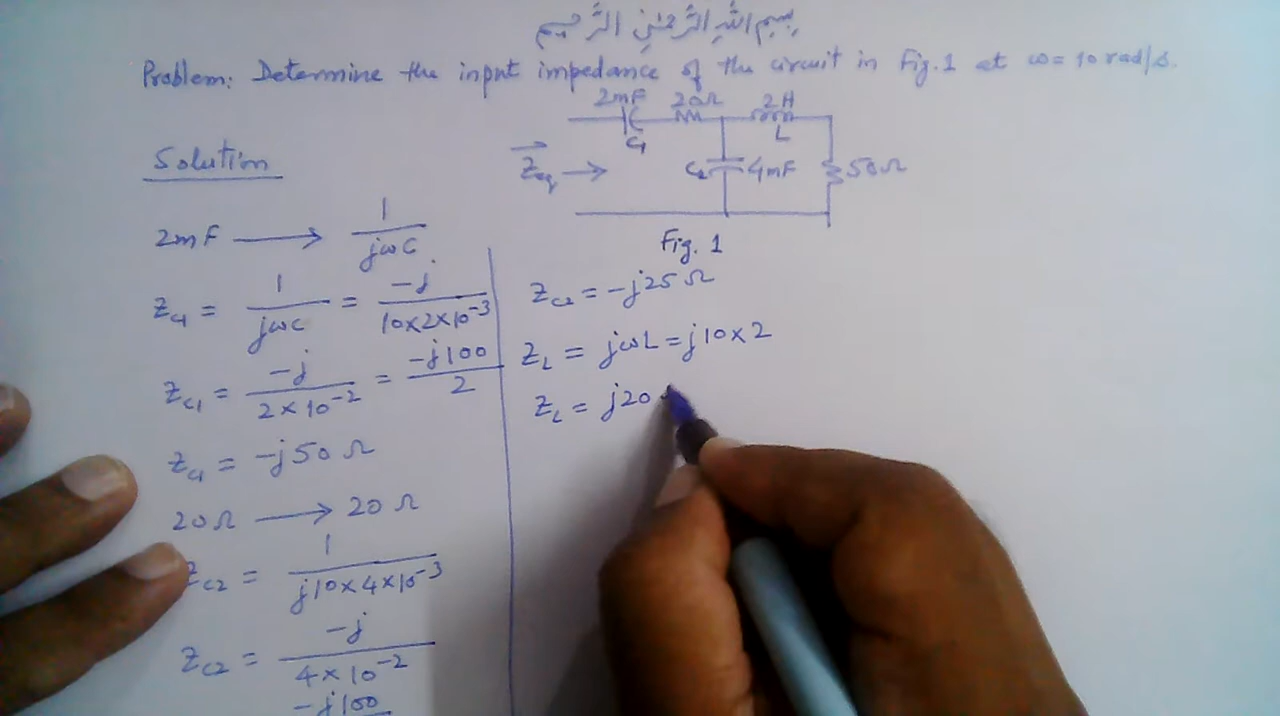 بسم الله الرحمن الرحيم
Problem: Determine the input impedance of the circuit in Fig.1 at ω = 10 rad/s.
2mF 20Ω 2H
C1 L
Zeq → C2 4mF 50Ω
Fig. 1
Solution
2mF → 1/jωC
ZC1 = 1/jωC = -j/10×2×10^-3
ZC1 = -j/2×10^-2 = -j100/2
ZC1 = -j50 Ω
20Ω → 20 Ω
ZC2 = 1/j10×4×10^-3
ZC2 = -j/4×10^-2
-j100
ZC2 = -j25 Ω
ZL = jωL = j10×2
ZL = j20